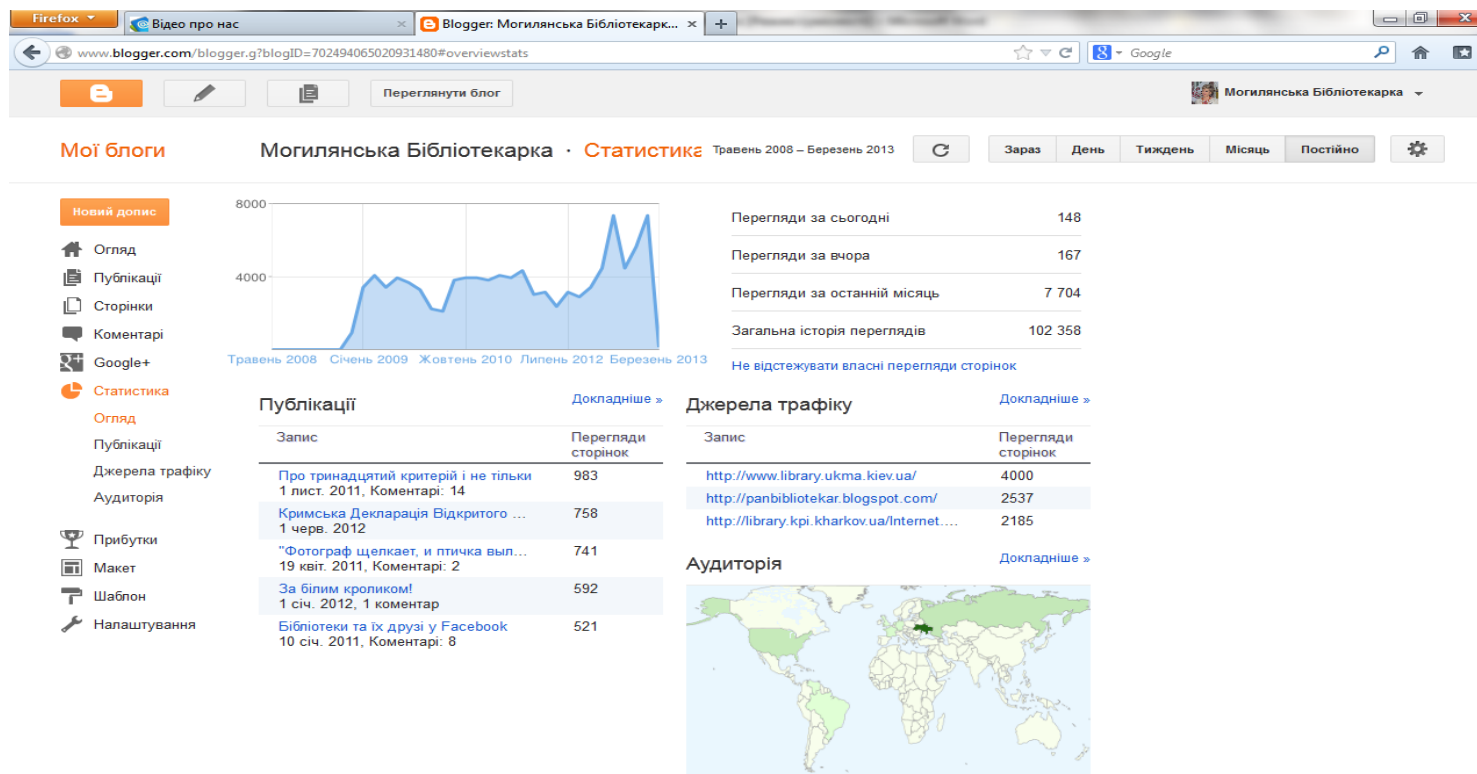 Firefox
Відео про нас
Blogger: Могилянська Бібліотекарк...
www.blogger.com/blogger.g?blogID=702494065020931480#overviewstats
Google
Переглянути блог
Могилянська Бібліотекарка
Мої блоги
Могилянська Бібліотекарка · Статистика
Травень 2008 – Березень 2013
Зараз
День
Тиждень
Місяць
Постійно
Новий допис
Огляд
Публікації
Сторінки
Коментарі
Google+
Статистика
Огляд
Публікації
Джерела трафіку
Аудиторія
Прибутки
Макет
Шаблон
Налаштування
8000
4000
Травень 2008 Січень 2009 Жовтень 2010 Липень 2012 Березень 2013
Перегляди за сьогодні 148
Перегляди за вчора 167
Перегляди за останній місяць 7 704
Загальна історія переглядів 102 358
Не відстежувати власні перегляди сторінок
Публікації
Докладніше »
Запис
Перегляди
сторінок
Про тринадцятий критерій і не тільки 983
1 лист. 2011, Коментарі: 14
Кримська Декларація Відкритого ... 758
1 черв. 2012
"Фотограф щелкает, и птичка выл... 741
19 квіт. 2011, Коментарі: 2
За білим кроликом! 592
1 січ. 2012, 1 коментар
Бібліотеки та їх друзі у Facebook 521
10 січ. 2011, Коментарі: 8
Джерела трафіку
Докладніше »
Запис
Перегляди
сторінок
http://www.library.ukma.kiev.ua/ 4000
http://panbibliotekar.blogspot.com/ 2537
http://library.kpi.kharkov.ua/Internet.... 2185
Аудиторія
Докладніше »